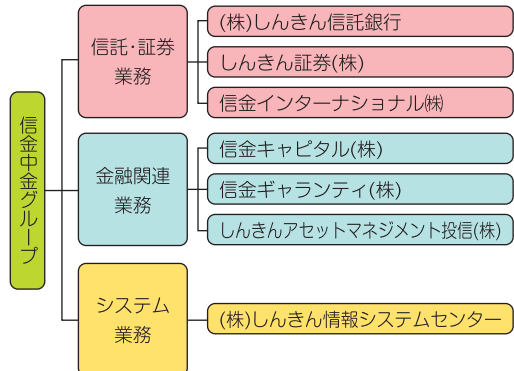 信金中金グループ
信託・証券
業務
(株)しんきん信託銀行
しんきん証券(株)
信金インターナショナル㈱
金融関連
業務
信金キャピタル(株)
信金ギャランティ(株)
しんきんアセットマネジメント投信(株)
システム
業務
(株)しんきん情報システムセンター